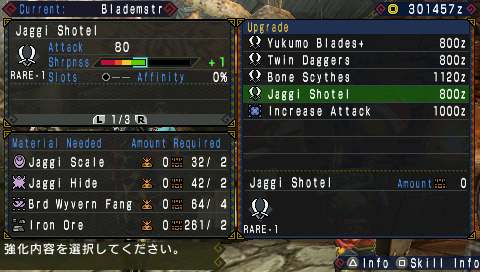 Current: Blademstr
301457z
Jaggi Shotel
Attack 80
Shrpnss +1
RARE-1 Slots ●―― Affinity 0%
L 1/3 R
Material Needed Amount Required
Jaggi Scale 0 32/ 2
Jaggi Hide 0 42/ 2
Brd Wyvern Fang 0 64/ 4
Iron Ore 0 261/ 2
Upgrade
Yukumo Blades+ 800z
Twin Daggers 800z
Bone Scythes 1120z
Jaggi Shotel 800z
Increase Attack 1000z
Jaggi Shotel Amount 0
RARE-1
強化内容を選択してください。
△ Info □ Skill Info